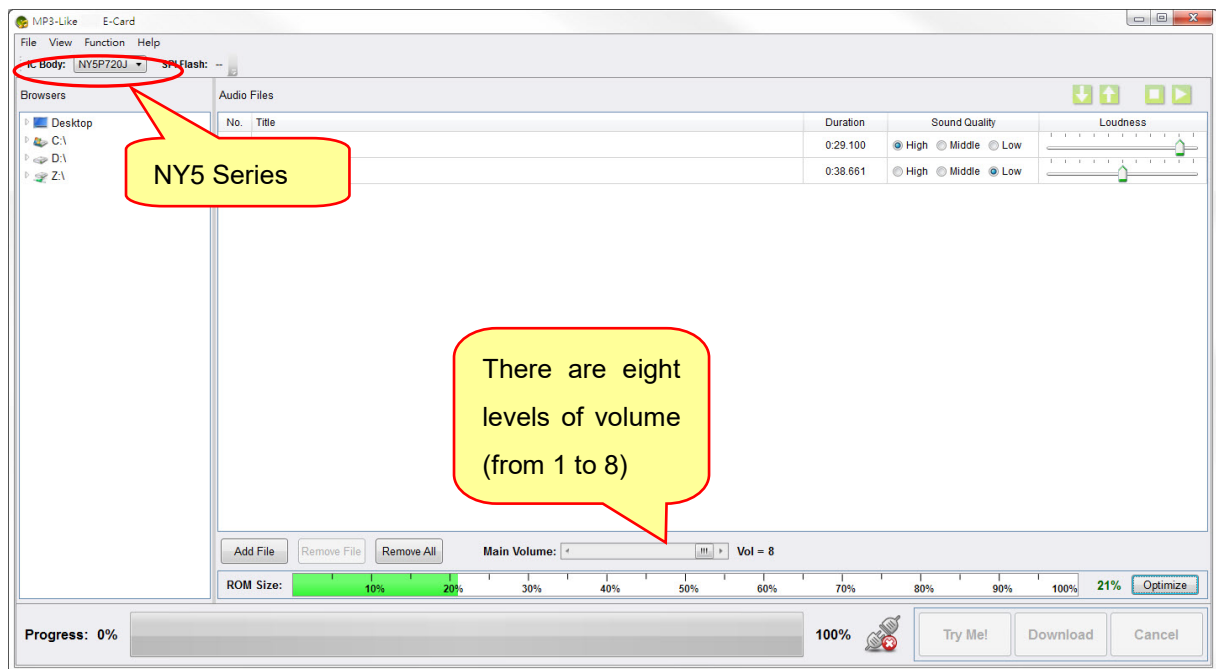 MP3-Like E-Card
File View Function Help
IC Body: NY5P720J SPI Flash: --
Browsers
Audio Files
Desktop
C:\
D:\
Z:\
No. Title Duration Sound Quality Loudness
0:29.100 High Middle Low
0:38.661 High Middle Low
NY5 Series
There are eight
levels of volume
(from 1 to 8)
Add File Remove File Remove All Main Volume: Vol = 8
ROM Size: 10% 20% 30% 40% 50% 60% 70% 80% 90% 100% 21% Optimize
Progress: 0% 100% Try Me! Download Cancel